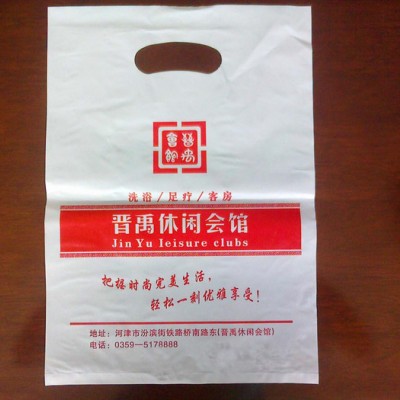 洗浴/足疗/客房
晋禹休闲会馆
Jin Yu leisure clubs
把握时尚完美生活,
轻松一刻优雅享受!
地址: 河津市汾滨街铁路桥南路东(晋禹休闲会馆)
电话: 0359-5178888